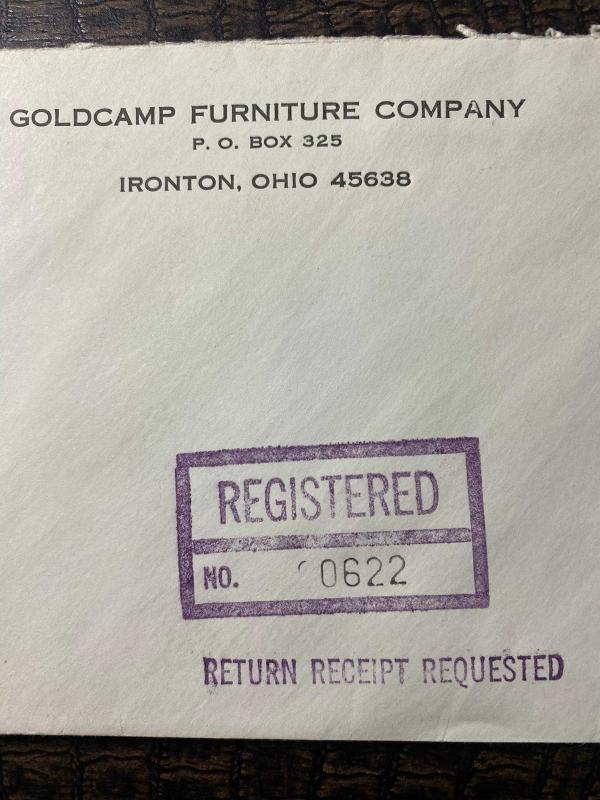 GOLDCAMP FURNITURE COMPANY
P. O. BOX 325
IRONTON, OHIO 45638
REGISTERED
NO. 0622
RETURN RECEIPT REQUESTED